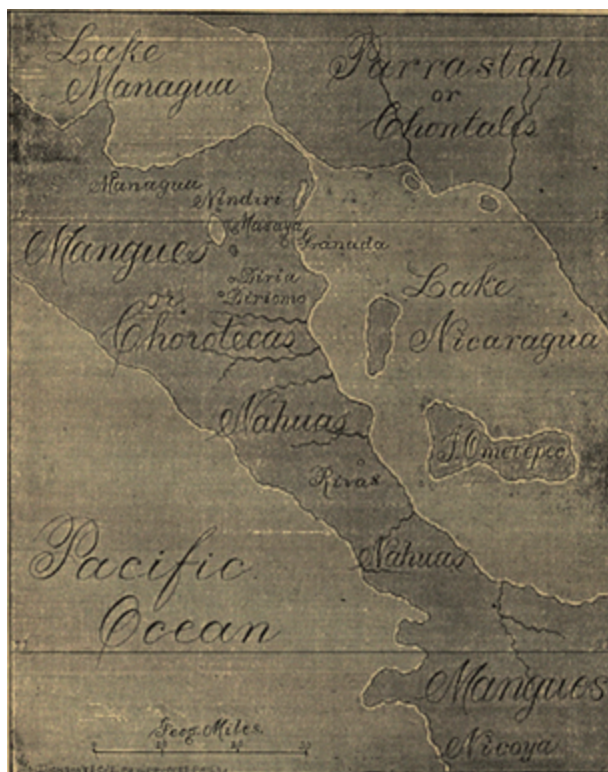 Lake
Managua
Parrastah
or
Chontales
Managua
Nindiri
Masaya
Granada
Mangues
or
Chorotecas
Diria
Diriomo
Lake
Nicaragua
Nahuas
I. Ometepec
Rivas
Nahuas
Pacific
Ocean
Mangues
Nicoya
Geog. Miles.